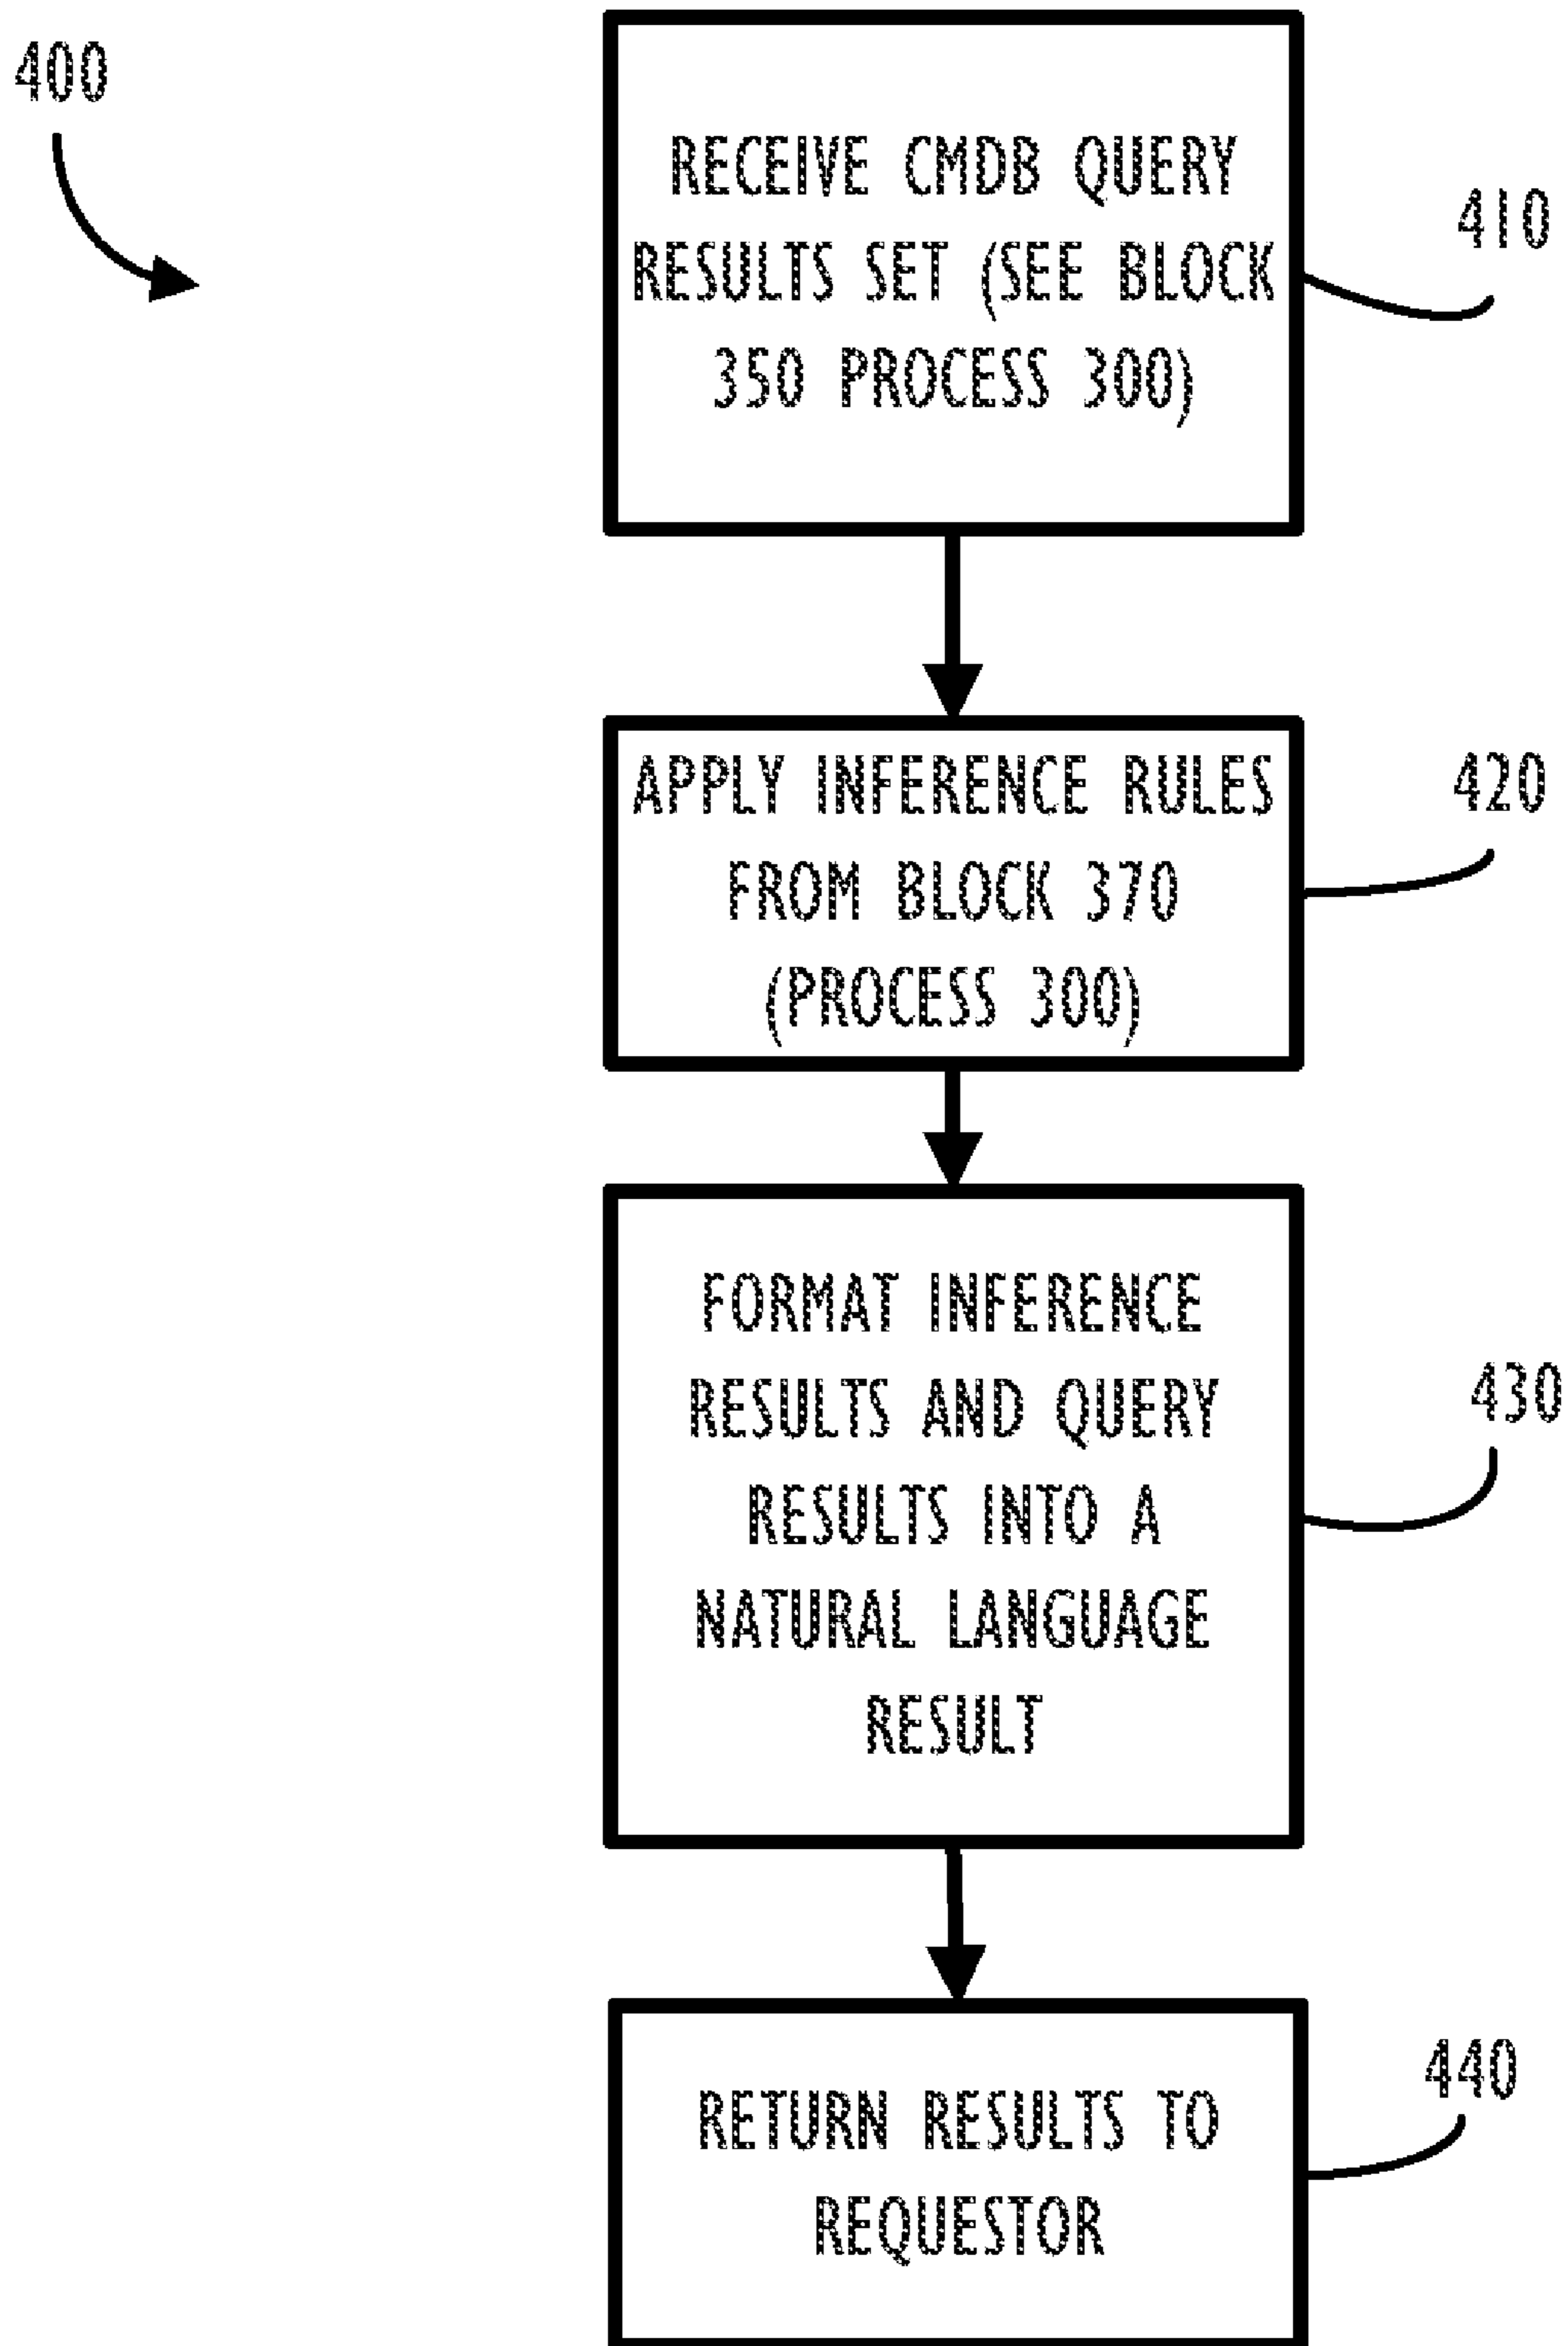 400
RECEIVE CMDB QUERY
RESULTS SET (SEE BLOCK
350 PROCESS 300)
410
APPLY INFERENCE RULES
FROM BLOCK 370
(PROCESS 300)
420
FORMAT INFERENCE
RESULTS AND QUERY
RESULTS INTO A
NATURAL LANGUAGE
RESULT
430
RETURN RESULTS TO
REQUESTOR
440